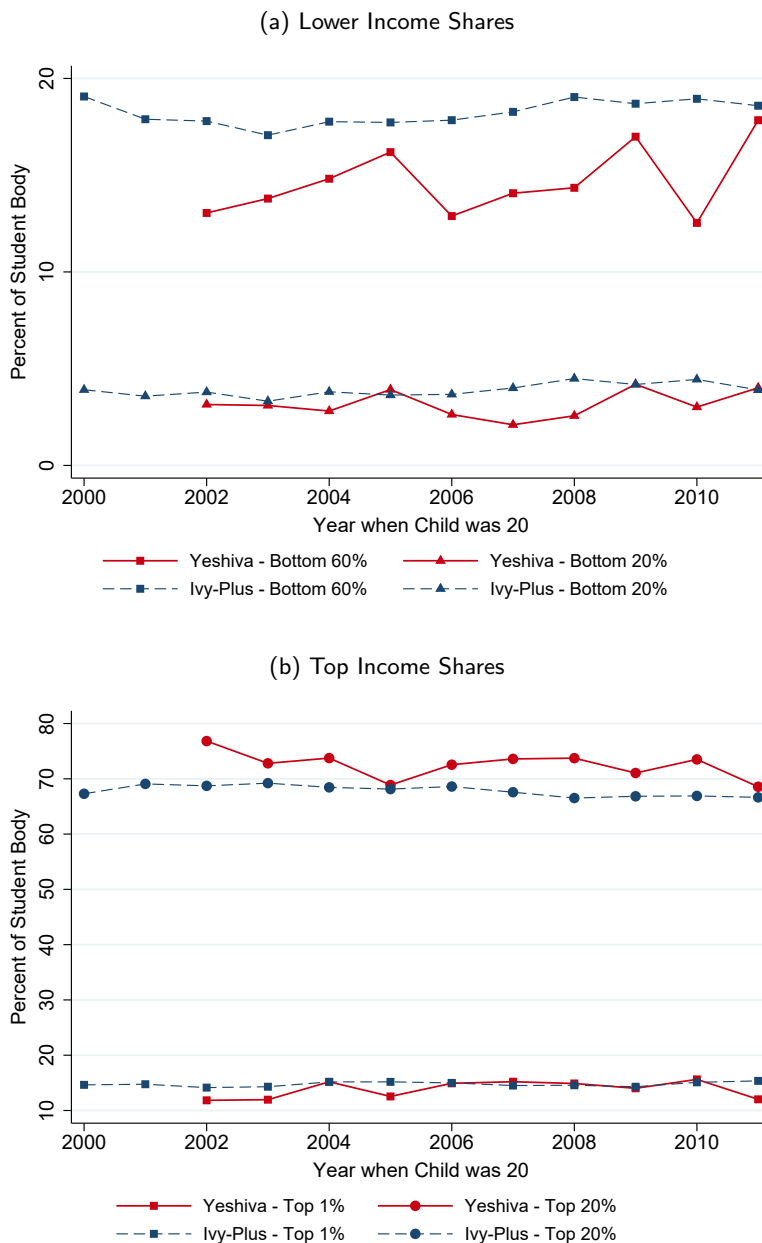 (a) Lower Income Shares
20
10
0
Percent of Student Body
2000 2002 2004 2006 2008 2010
Year when Child was 20
Yeshiva - Bottom 60% Yeshiva - Bottom 20%
Ivy-Plus - Bottom 60% Ivy-Plus - Bottom 20%
(b) Top Income Shares
80
70
60
50
40
30
20
10
Percent of Student Body
2000 2002 2004 2006 2008 2010
Year when Child was 20
Yeshiva - Top 1% Yeshiva - Top 20%
Ivy-Plus - Top 1% Ivy-Plus - Top 20%